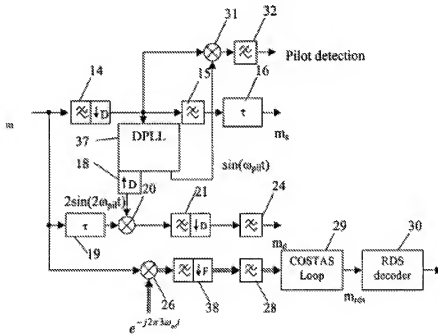 31
32
Pilot detection
14
15
16
m
↓D
τ
m_s
DPLL
37
18
↑D
sin(ω_pil t)
20
21
24
2sin(2ω_pil t)
τ
↓D
m_d
19
29
30
↓F
COSTAS
Loop
RDS
decoder
m_rds
26
38
28